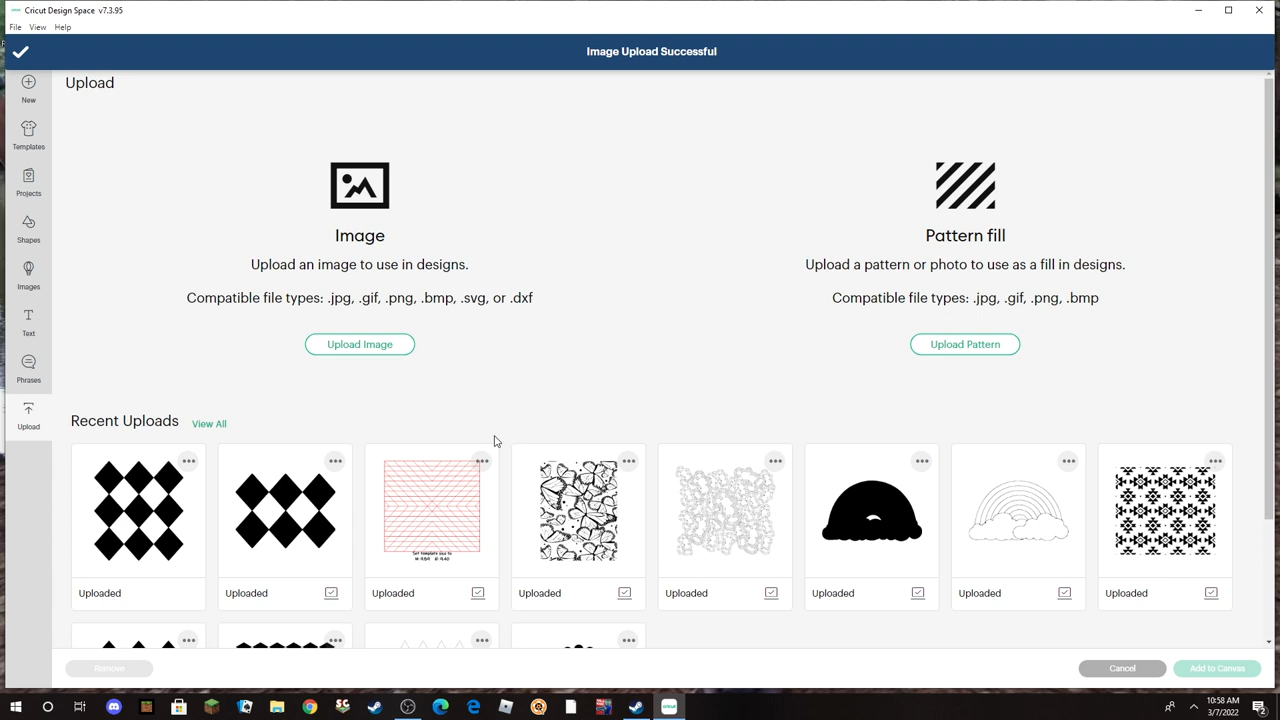 Cricut Design Space v7.3.95
File View Help
Image Upload Successful
New
Templates
Projects
Shapes
Images
Text
Phrases
Upload
Upload
Image
Upload an image to use in designs.
Compatible file types: .jpg, .gif, .png, .bmp, .svg, or .dxf
Upload Image
Pattern fill
Upload a pattern or photo to use as a fill in designs.
Compatible file types: .jpg, .gif, .png, .bmp
Upload Pattern
Recent Uploads View All
Uploaded Uploaded Uploaded Uploaded Uploaded Uploaded Uploaded Uploaded
Remove Cancel Add to Canvas
cricut
10:58 AM
3/7/2022
2